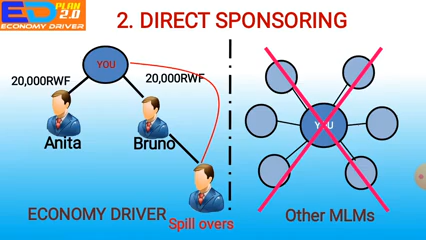 ED PLAN 2.0
ECONOMY DRIVER
2. DIRECT SPONSORING
YOU
20,000RWF
20,000RWF
Anita
Bruno
YOU
ECONOMY DRIVER
Spill overs
Other MLMs